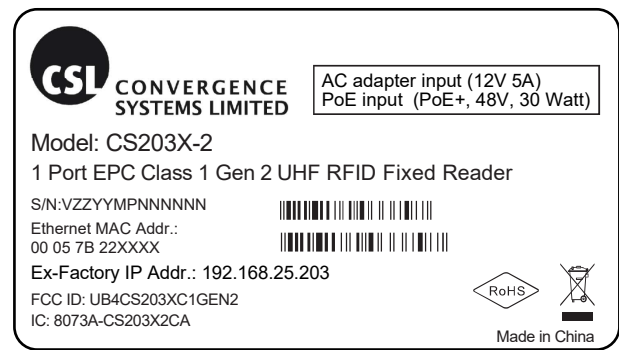 CSL CONVERGENCE
SYSTEMS LIMITED
AC adapter input (12V 5A)
PoE input (PoE+, 48V, 30 Watt)
Model: CS203X-2
1 Port EPC Class 1 Gen 2 UHF RFID Fixed Reader
S/N:VZZYYMPNNNNNN
Ethernet MAC Addr.:
00 05 7B 22XXXX
Ex-Factory IP Addr.: 192.168.25.203
FCC ID: UB4CS203XC1GEN2
IC: 8073A-CS203X2CA
RoHS
Made in China